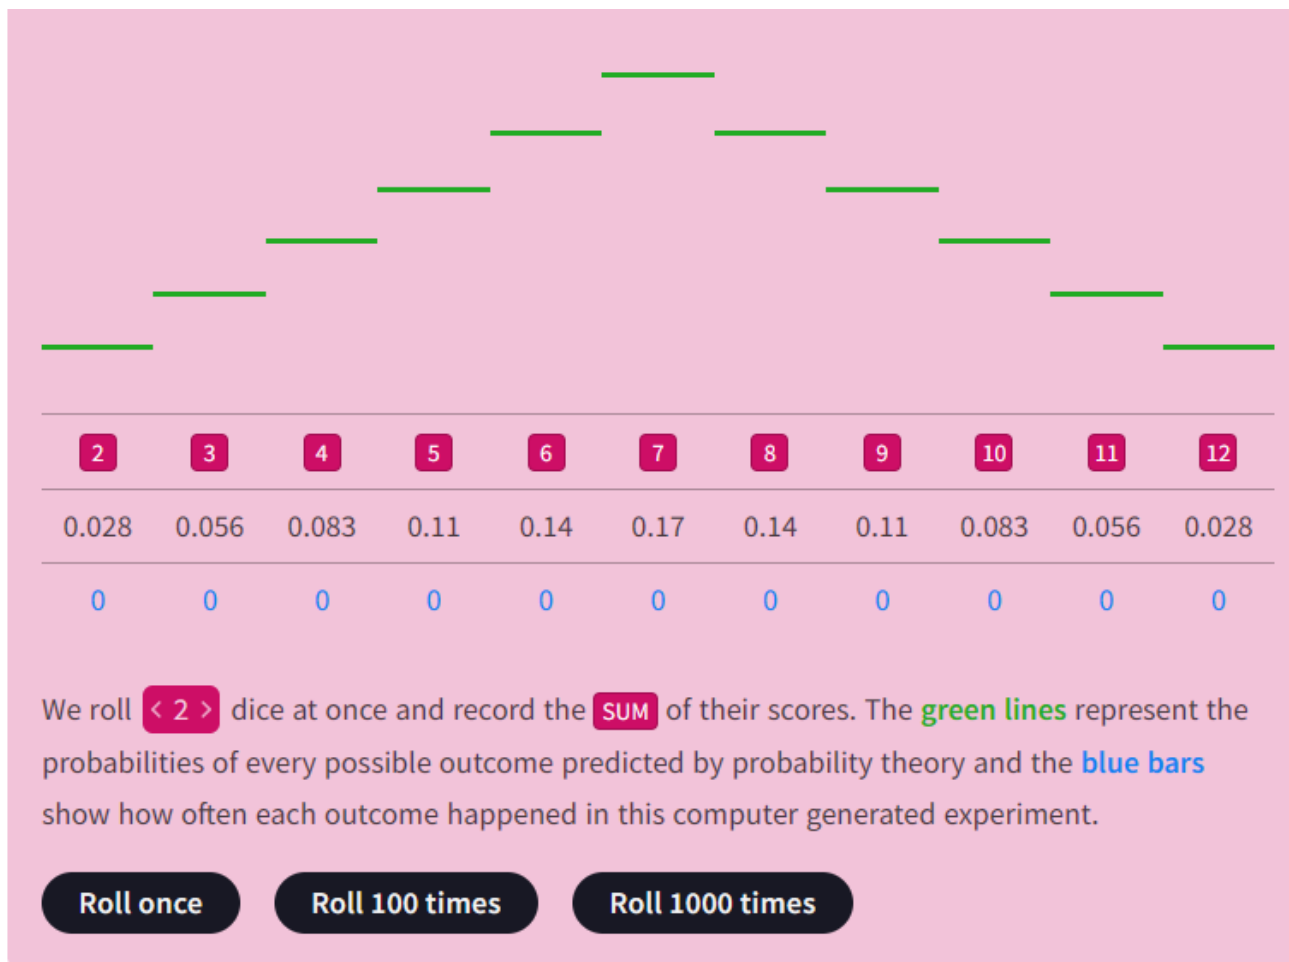 2 3 4 5 6 7 8 9 10 11 12
0.028 0.056 0.083 0.11 0.14 0.17 0.14 0.11 0.083 0.056 0.028
0 0 0 0 0 0 0 0 0 0 0
We roll < 2 > dice at once and record the SUM of their scores. The green lines represent the
probabilities of every possible outcome predicted by probability theory and the blue bars
show how often each outcome happened in this computer generated experiment.
Roll once Roll 100 times Roll 1000 times